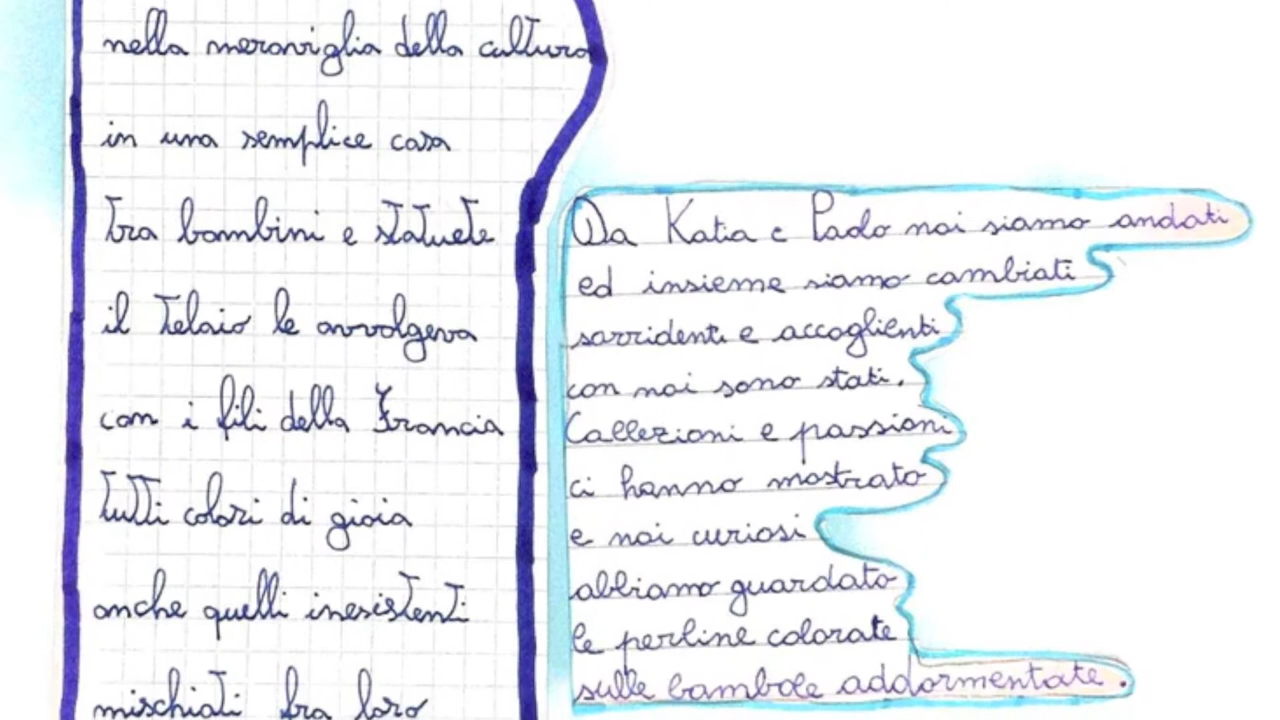 nella meraviglia della cultura
in una semplice casa
tra bambini e statuete
il telaio le avvolgeva
con i fili della Francia
tutti colori di gioia
anche quelli inesistenti
mischiati tra loro
Da Katia e Paolo noi siamo andati
ed insieme siamo cambiati
sorridenti e accoglienti
con noi sono stati.
Collezioni e passioni
ci hanno mostrato
e noi curiosi
abbiamo guardato
le perline colorate
sulle bambole addormentate.